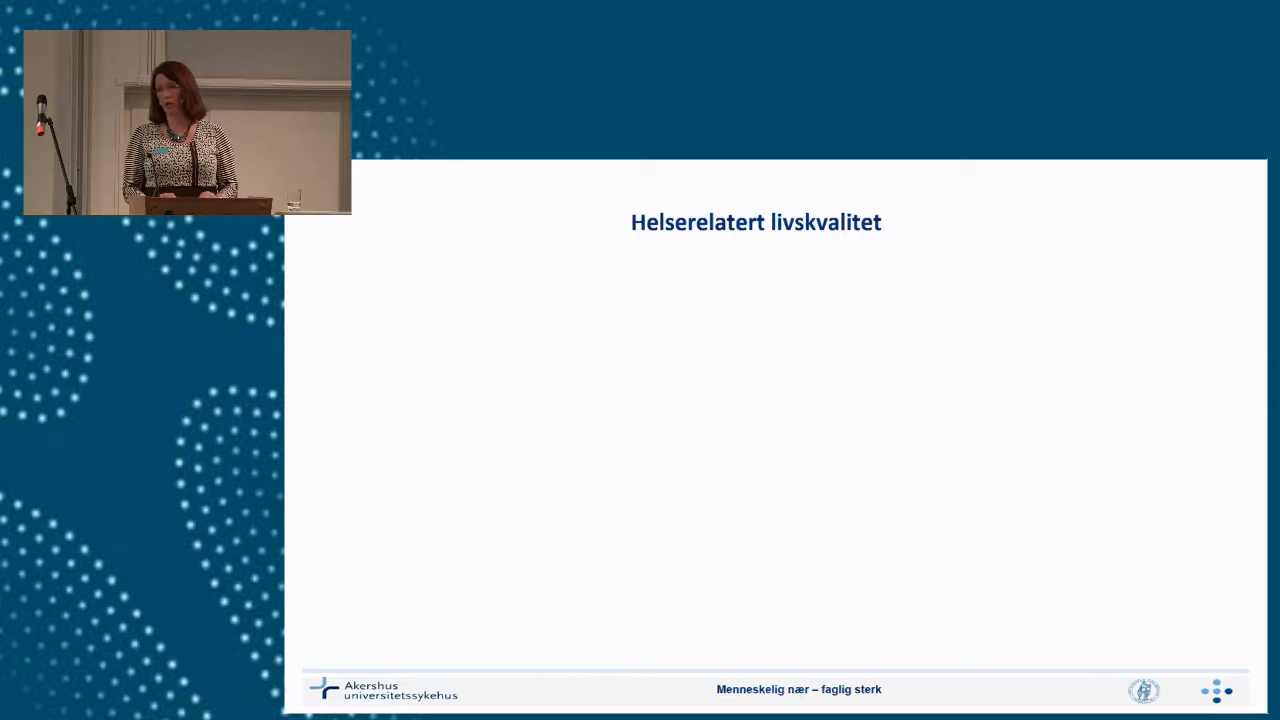 Helserelatert livskvalitet
Akershus
universitetssykehus
Menneskelig nær – faglig sterk